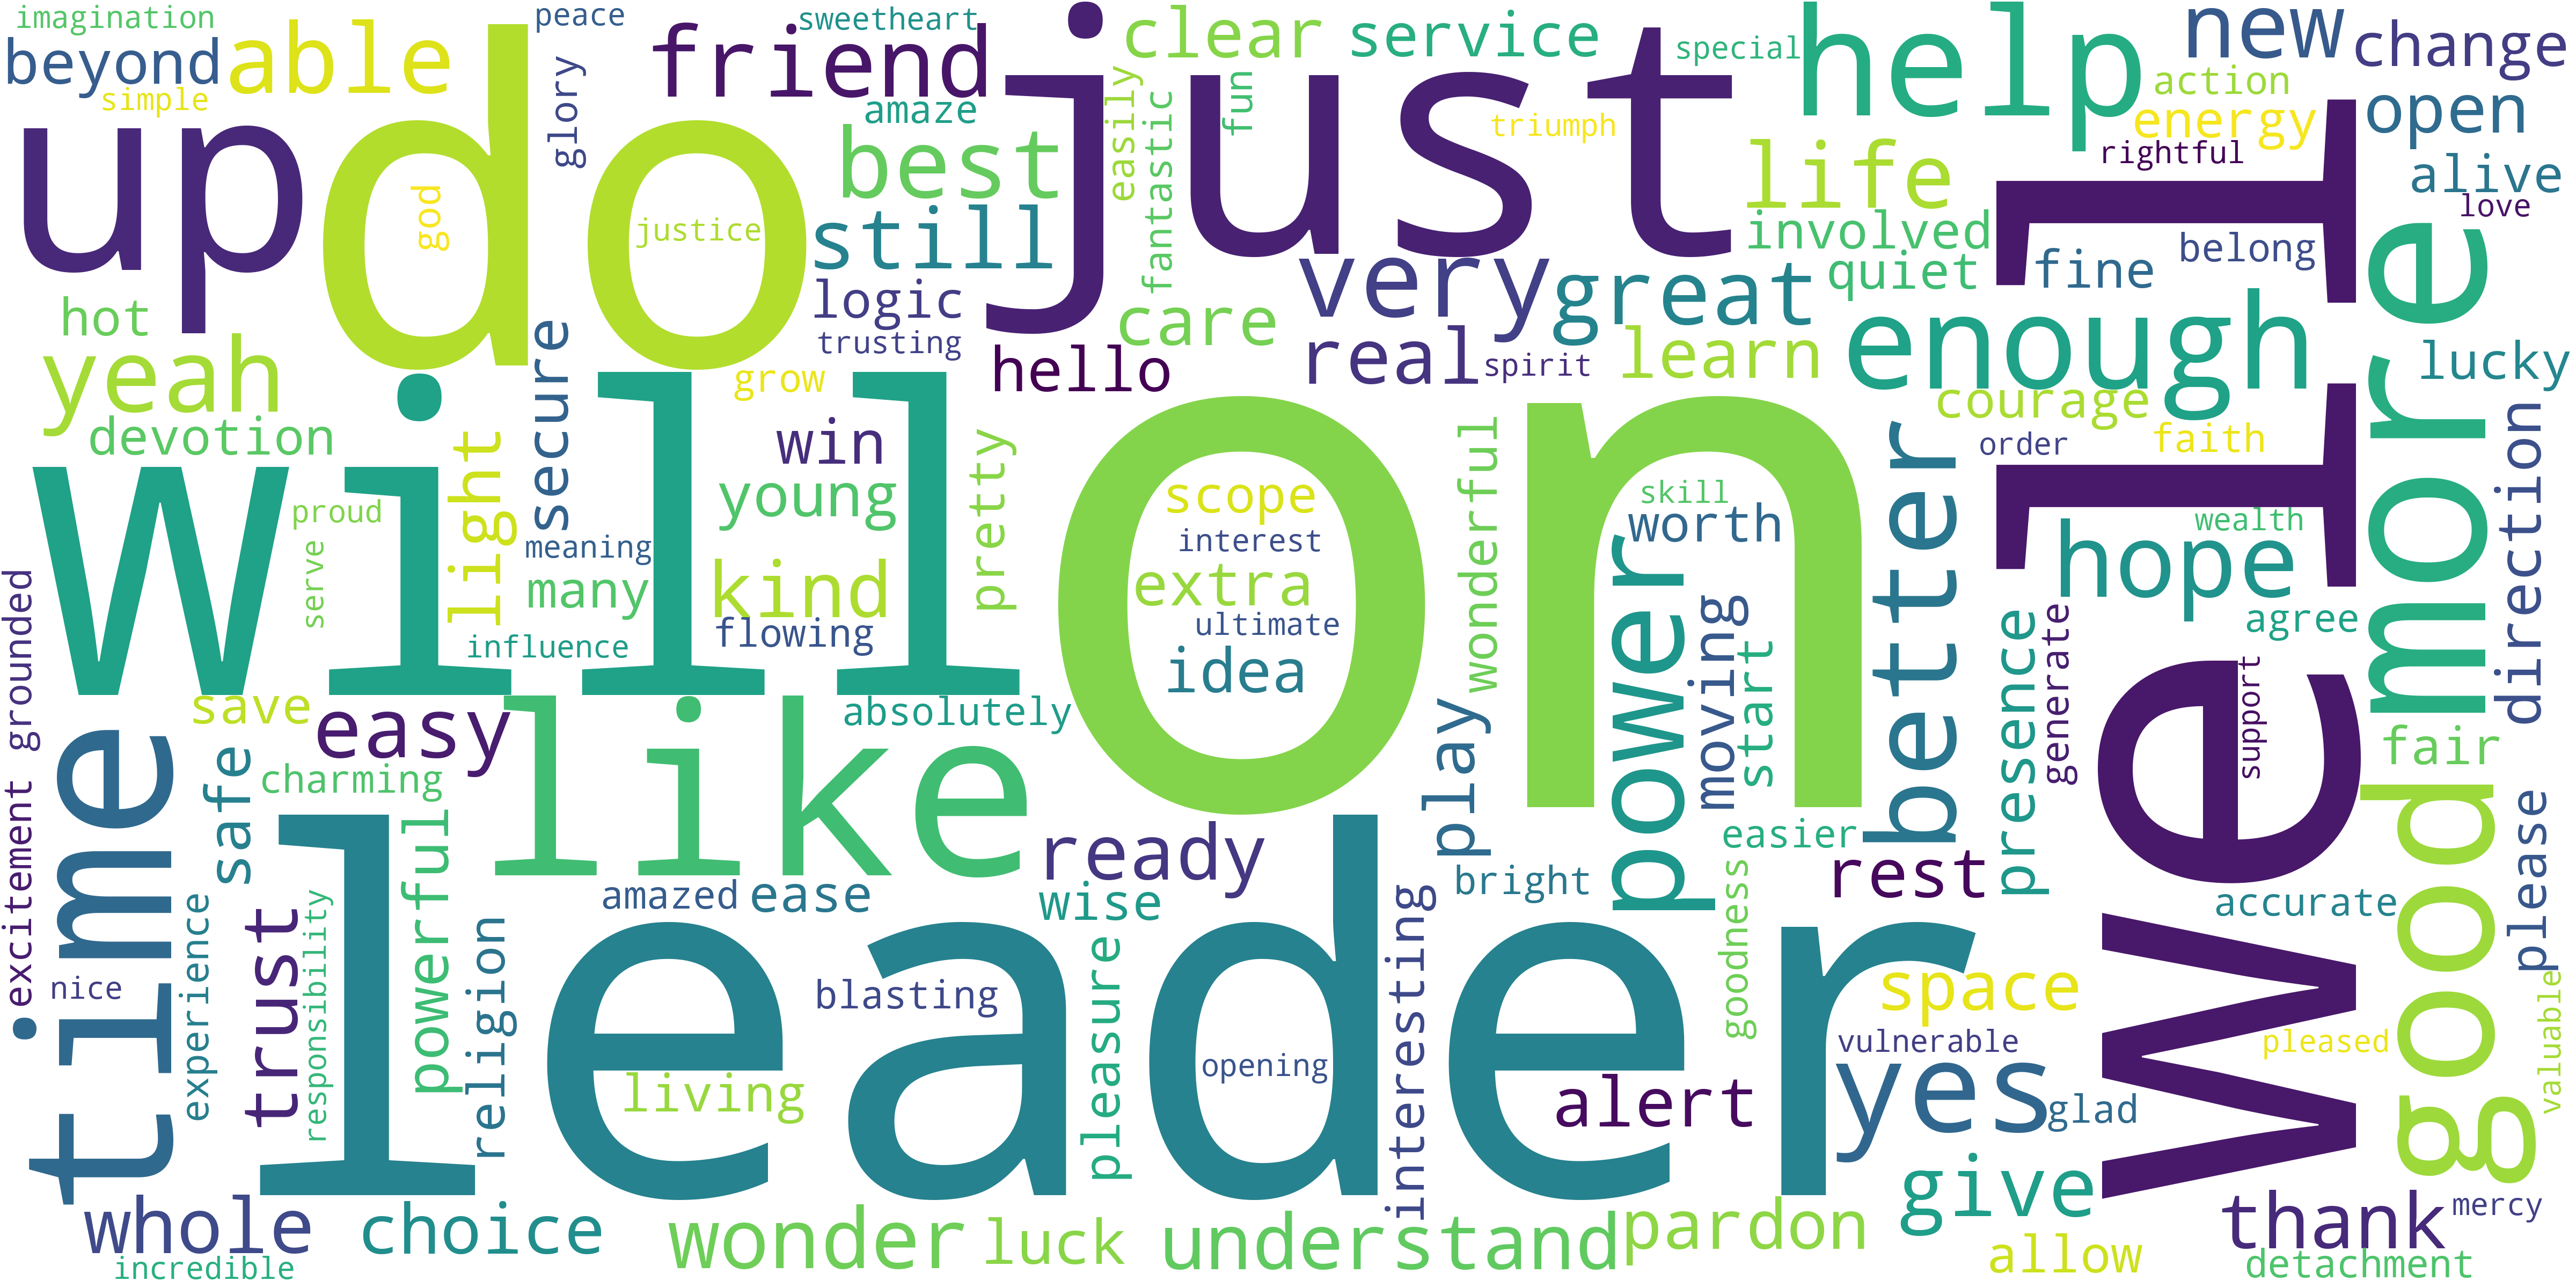 imagination
peace
sweetheart
beyond
able
friend
clear
service
special
help
new
change
simple
glory
amaze
easily
fantastic
fun
triumph
action
energy
open
up
do
just
god
justice
best
still
life
rightful
alive
love
involved
belong
hot
logic
trusting
care
very
great
quiet
fine
well
more
yeah
secure
grow
hello
real
spirit
learn
enough
lucky
devotion
light
win
young
pretty
on
wonderful
courage
order
faith
direction
will
proud
serve
meaning
many
kind
flowing
influence
scope
interest
extra
ultimate
idea
skill
worth
power
better
wealth
hope
agree
grounded
save
easy
like
absolutely
play
moving
start
presence
generate
support
fair
time
safe
charming
powerful
ready
bright
easier
rest
good
please
excitement
nice
experience
trust
responsibility
religion
leader
amazed
ease
wise
blasting
pleasure
interesting
goodness
space
accurate
living
opening
alert
vulnerable
yes
glad
pleased
valuable
whole
incredible
choice
wonder
luck
understand
pardon
give
allow
thank
mercy
detachment